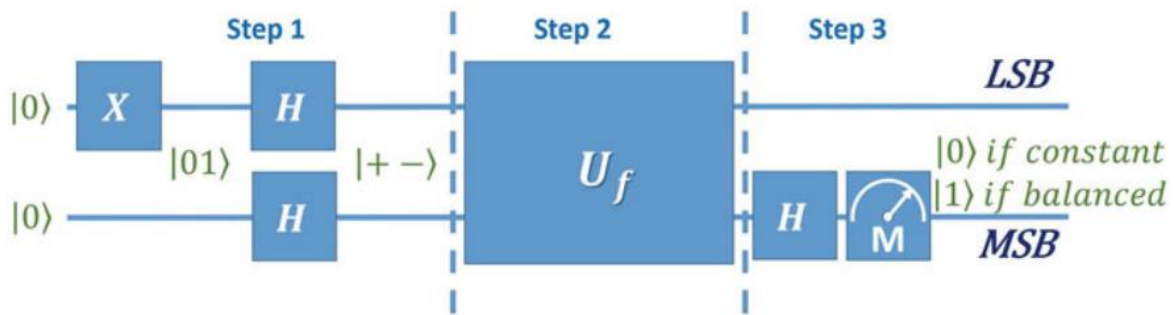 Step 1 Step 2 Step 3
|0⟩ X H LSB
|01⟩ |+ −⟩ U_f |0⟩ if constant
|1⟩ if balanced
|0⟩ H H M
MSB